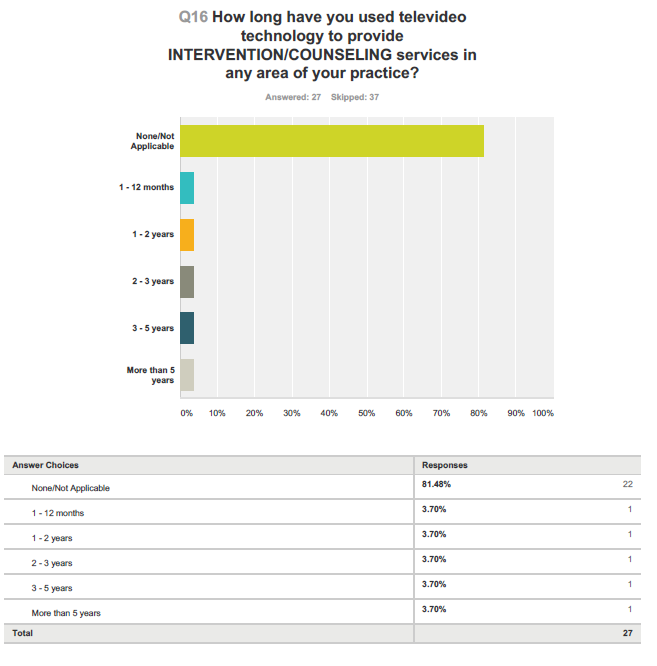 Q16 How long have you used televideo
technology to provide
INTERVENTION/COUNSELING services in
any area of your practice?
Answered: 27 Skipped: 37
None/Not
Applicable
1 - 12 months
1 - 2 years
2 - 3 years
3 - 5 years
More than 5
years
0% 10% 20% 30% 40% 50% 60% 70% 80% 90% 100%
Answer Choices Responses
None/Not Applicable 81.48% 22
1 - 12 months 3.70% 1
1 - 2 years 3.70% 1
2 - 3 years 3.70% 1
3 - 5 years 3.70% 1
More than 5 years 3.70% 1
Total 27